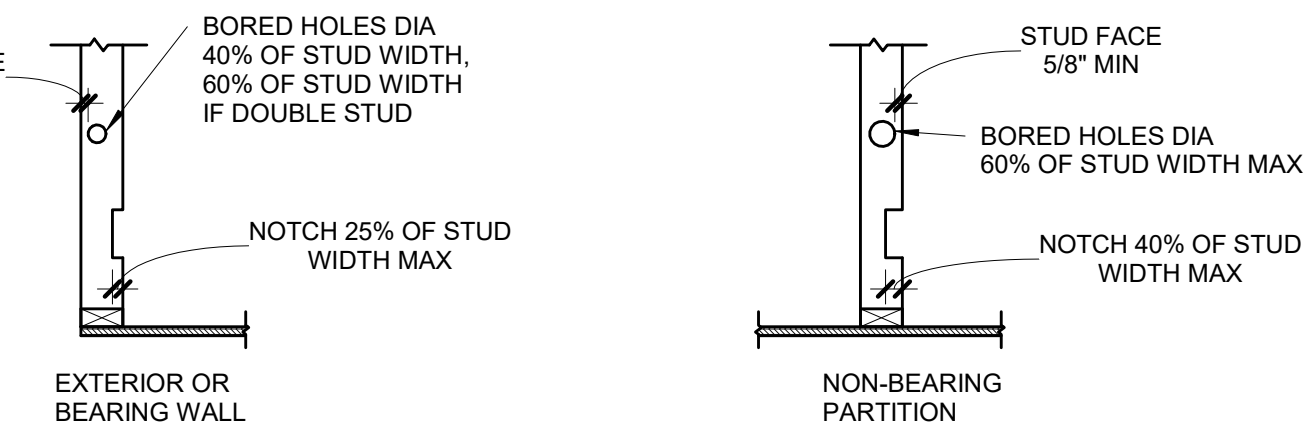 BORED HOLES DIA
40% OF STUD WIDTH,
60% OF STUD WIDTH
IF DOUBLE STUD
NOTCH 25% OF STUD
WIDTH MAX
EXTERIOR OR
BEARING WALL
STUD FACE
5/8" MIN
BORED HOLES DIA
60% OF STUD WIDTH MAX
NOTCH 40% OF STUD
WIDTH MAX
NON-BEARING
PARTITION